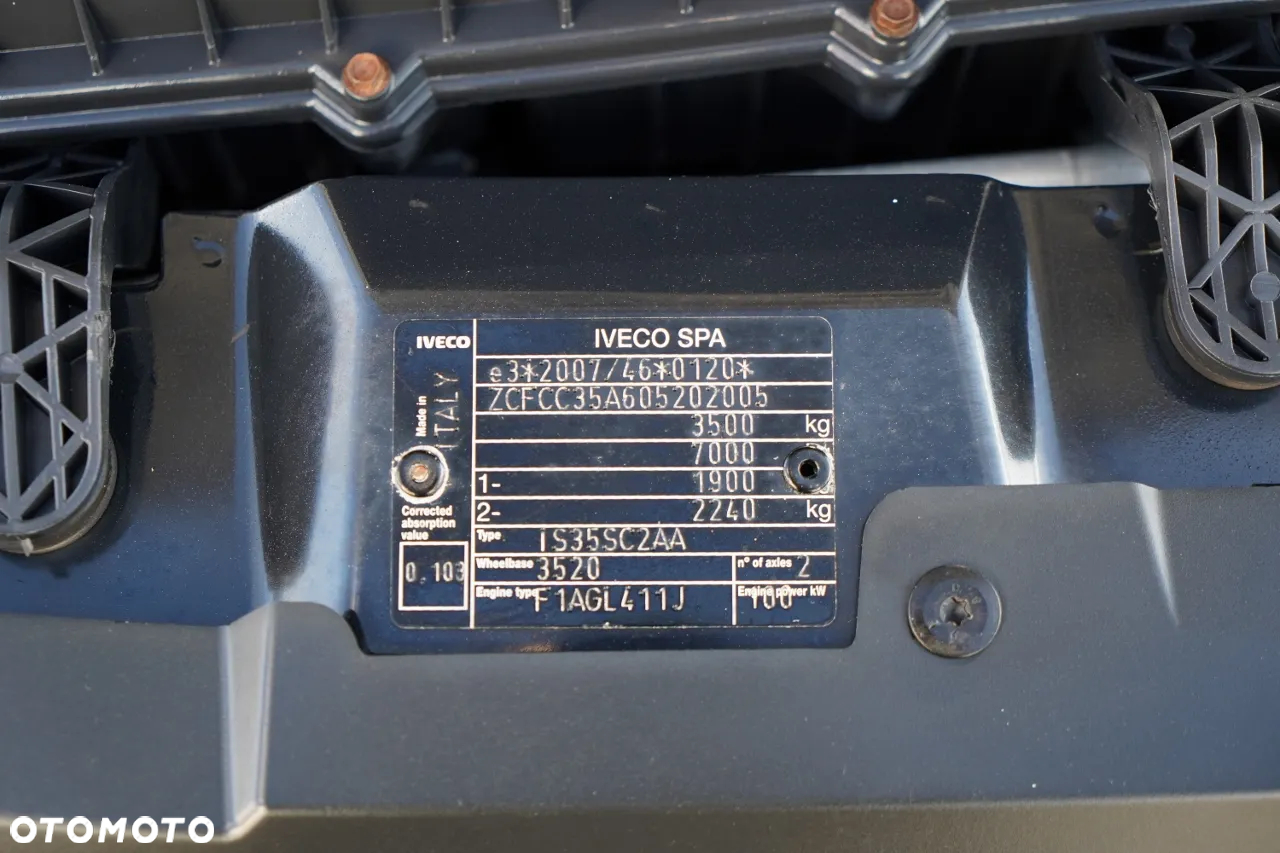 IVECO
IVECO SPA
e3*2007/46*0120*
ZCFCC35A605202005
Made in
ITALY
3500 kg
7000
1- 1900
2- 2240 kg
Corrected
absorption
value
0.103
Type IS35SC2AA
Wheelbase 3520
n° of axles 2
Engine type F1AGL411J
Engine power kW 100
OTOMOTO